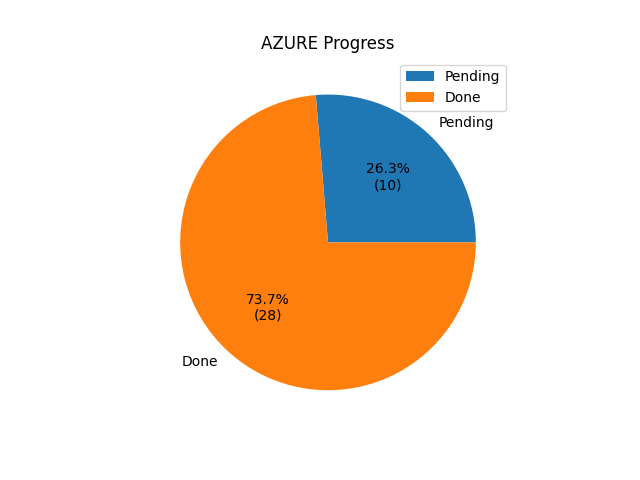 AZURE Progress
Pending
Done
Pending
26.3%
(10)
73.7%
(28)
Done